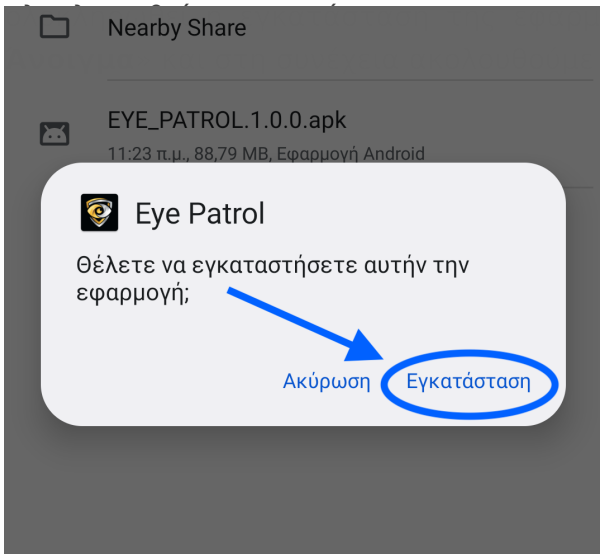 Nearby Share
EYE_PATROL.1.0.0.apk
11:23 π.μ., 88,79 MB, Εφαρμογή Android
Eye Patrol
Θέλετε να εγκαταστήσετε αυτήν την
εφαρμογή;
Ακύρωση Εγκατάσταση